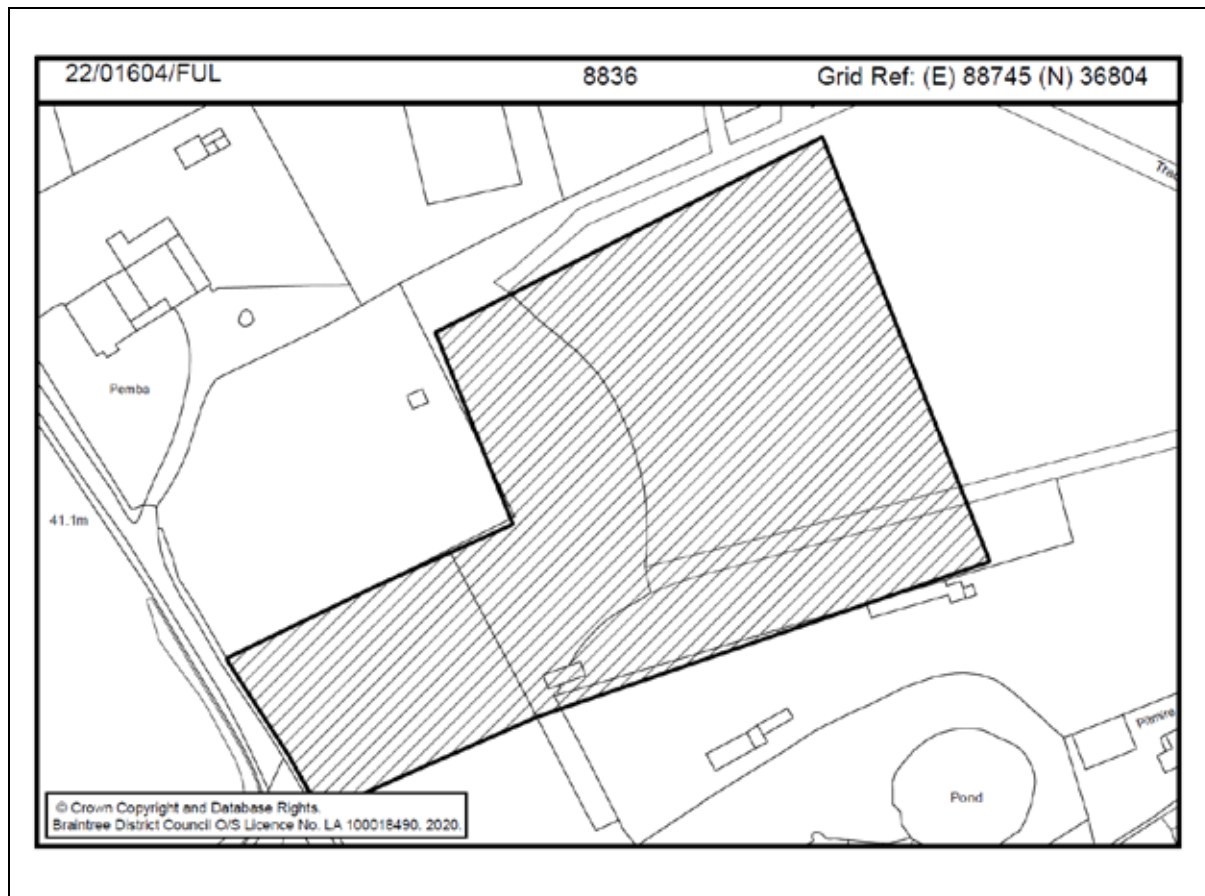 22/01604/FUL 8836 Grid Ref: (E) 88745 (N) 36804
Pemba
41.1m
Pond
© Crown Copyright and Database Rights.
Braintree District Council O/S Licence No. LA 100018490, 2020.